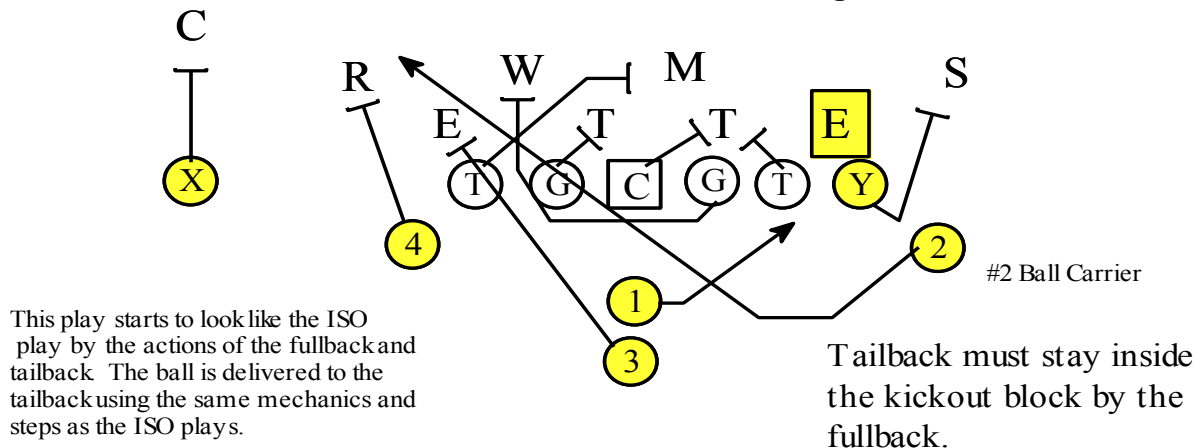 C
R W M S
E T T E
X T G C G T Y
4 2
#2 Ball Carrier
1
3
This play starts to look like the ISO
play by the actions of the fullback and
tailback The ball is delivered to the
tailback using the same mechanics and
steps as the ISO plays.
Tailback must stay inside
the kickout block by the
fullback.